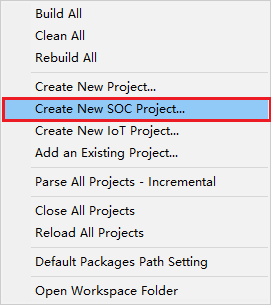 Build All
Clean All
Rebuild All
Create New Project...
Create New SOC Project...
Create New IoT Project...
Add an Existing Project...
Parse All Projects - Incremental
Close All Projects
Reload All Projects
Default Packages Path Setting
Open Workspace Folder